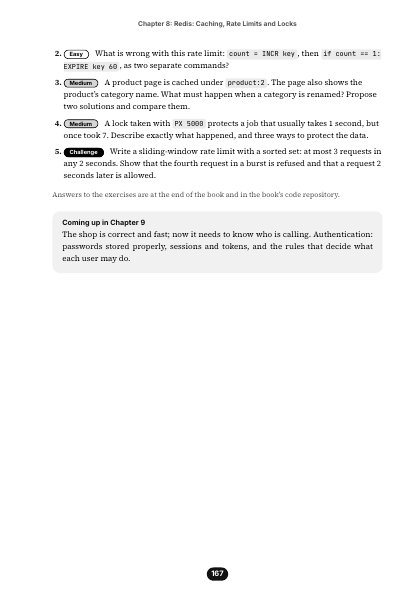 Chapter 8: Redis: Caching, Rate Limits and Locks
2. Easy What is wrong with this rate limit: count = INCR key, then if count == 1:
EXPIRE key 60, as two separate commands?
3. Medium A product page is cached under product:2. The page also shows the
product's category name. What must happen when a category is renamed? Propose
two solutions and compare them.
4. Medium A lock taken with PX 5000 protects a job that usually takes 1 second, but
once took 7. Describe exactly what happened, and three ways to protect the data.
5. Challenge Write a sliding-window rate limit with a sorted set: at most 3 requests in
any 2 seconds. Show that the fourth request in a burst is refused and that a request 2
seconds later is allowed.
Answers to the exercises are at the end of the book and in the book's code repository.
Coming up in Chapter 9
The shop is correct and fast; now it needs to know who is calling. Authentication:
passwords stored properly, sessions and tokens, and the rules that decide what
each user may do.
167